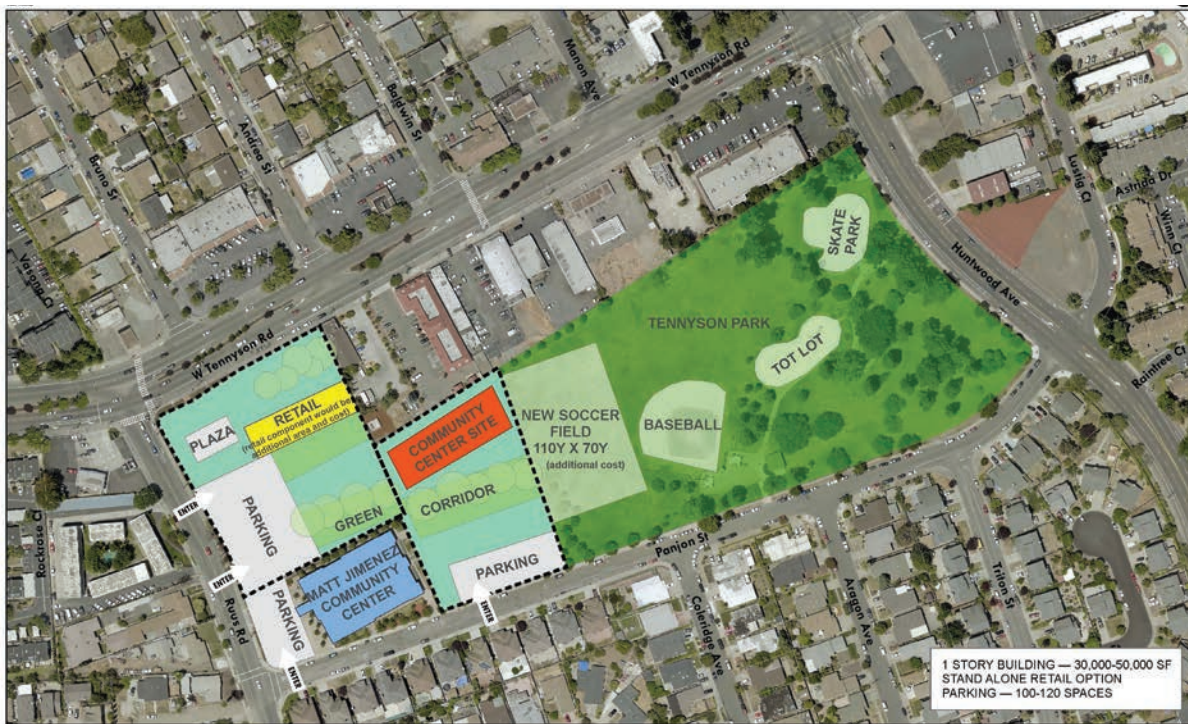 Manon Ave
W Tennyson Rd
Baldwin St
Andrea St
Bruno St
Vasona Ct
Lustig Ct
Astrida Dr
Winn Ct
SKATE
PARK
Huntwood Ave
TENNYSON PARK
TOT LOT
Raintree Ct
W Tennyson Rd
RETAIL
(retail component would be
additional area and cost)
PLAZA
COMMUNITY
CENTER SITE
NEW SOCCER
FIELD
110Y X 70Y
(additional cost)
BASEBALL
ENTER
PARKING
GREEN
CORRIDOR
Rockrose Ct
Panjon St
PARKING
ENTER
MATT JIMENEZ
COMMUNITY
CENTER
ENTER
PARKING
Ruus Rd
ENTER
Coleridge Ave
Aragon Ave
Trilon St
1 STORY BUILDING — 30,000-50,000 SF
STAND ALONE RETAIL OPTION
PARKING — 100-120 SPACES